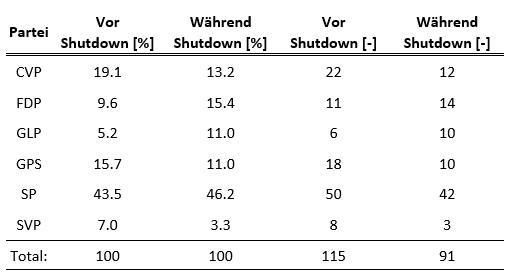 Partei Vor Shutdown [%] Während Shutdown [%] Vor Shutdown [-] Während Shutdown [-]
CVP 19.1 13.2 22 12
FDP 9.6 15.4 11 14
GLP 5.2 11.0 6 10
GPS 15.7 11.0 18 10
SP 43.5 46.2 50 42
SVP 7.0 3.3 8 3
Total: 100 100 115 91